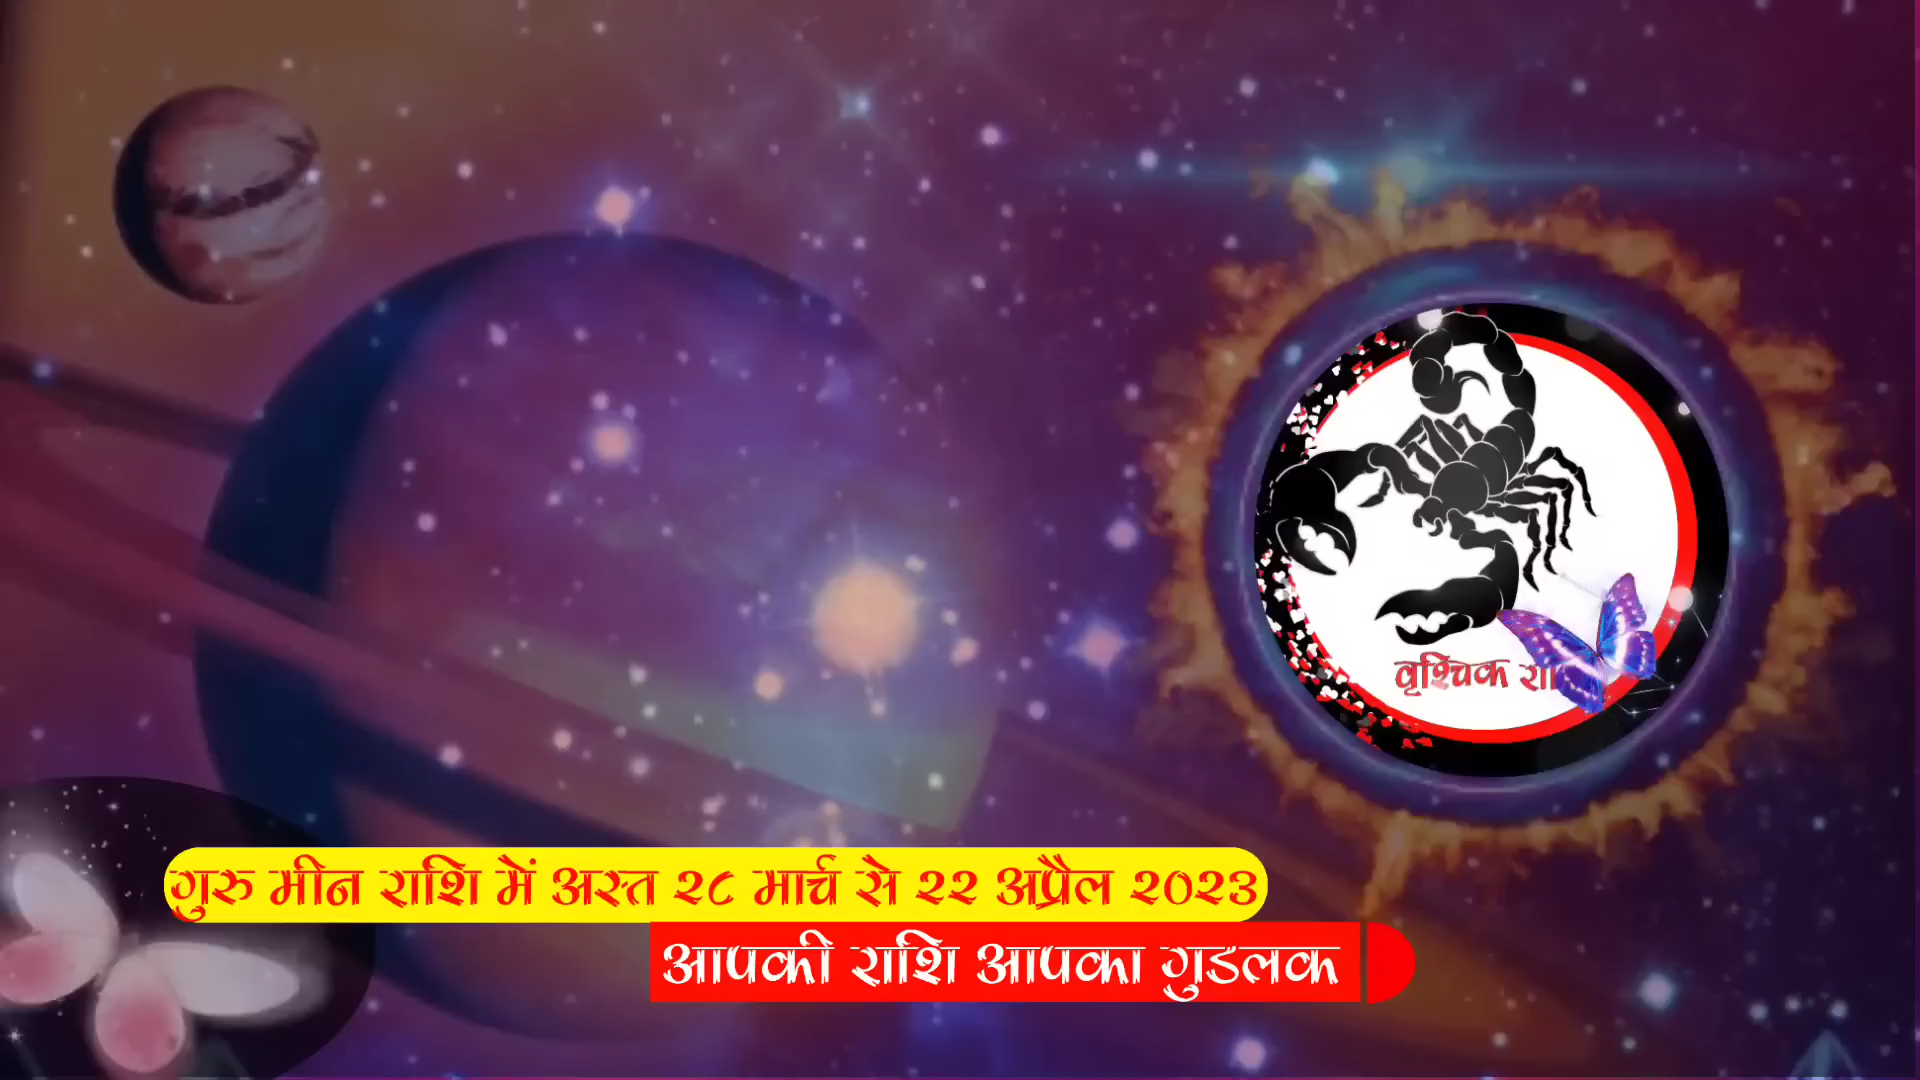 वृश्चिक
गुरु मीन राशि में अस्त २८ मार्च से २२ अप्रैल २०२३
आपकी राशि आपका गुडलक